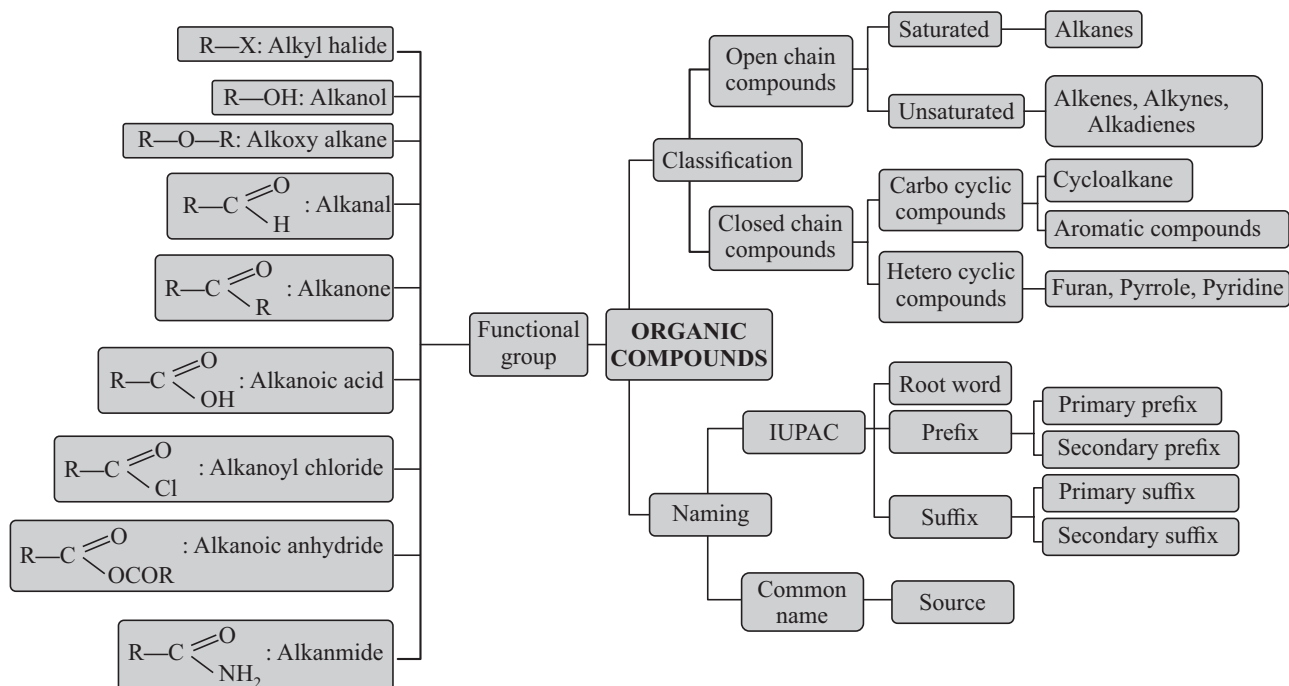 R—X: Alkyl halide
R—OH: Alkanol
R—O—R: Alkoxy alkane
O
R—C : Alkanal
H
O
R—C : Alkanone
R
O
R—C : Alkanoic acid
OH
O
R—C : Alkanoyl chloride
Cl
O
R—C : Alkanoic anhydride
OCOR
O
R—C : Alkanmide
NH₂
Functional
group
ORGANIC
COMPOUNDS
Classification
Open chain
compounds
Saturated
Alkanes
Unsaturated
Alkenes, Alkynes,
Alkadienes
Closed chain
compounds
Carbo cyclic
compounds
Cycloalkane
Aromatic compounds
Hetero cyclic
compounds
Furan, Pyrrole, Pyridine
Naming
IUPAC
Root word
Prefix
Primary prefix
Secondary prefix
Suffix
Primary suffix
Secondary suffix
Common
name
Source